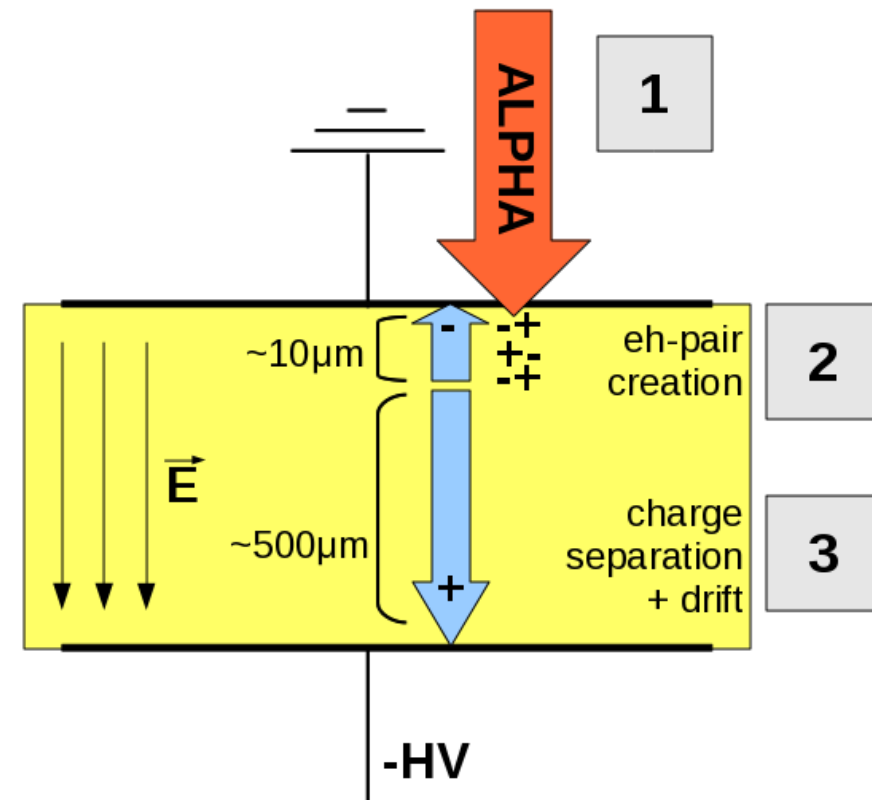 ALPHA
1
-
-+
+-
-+
~10μm
eh-pair
creation
2
E
~500μm
charge
separation
+ drift
3
+
-HV